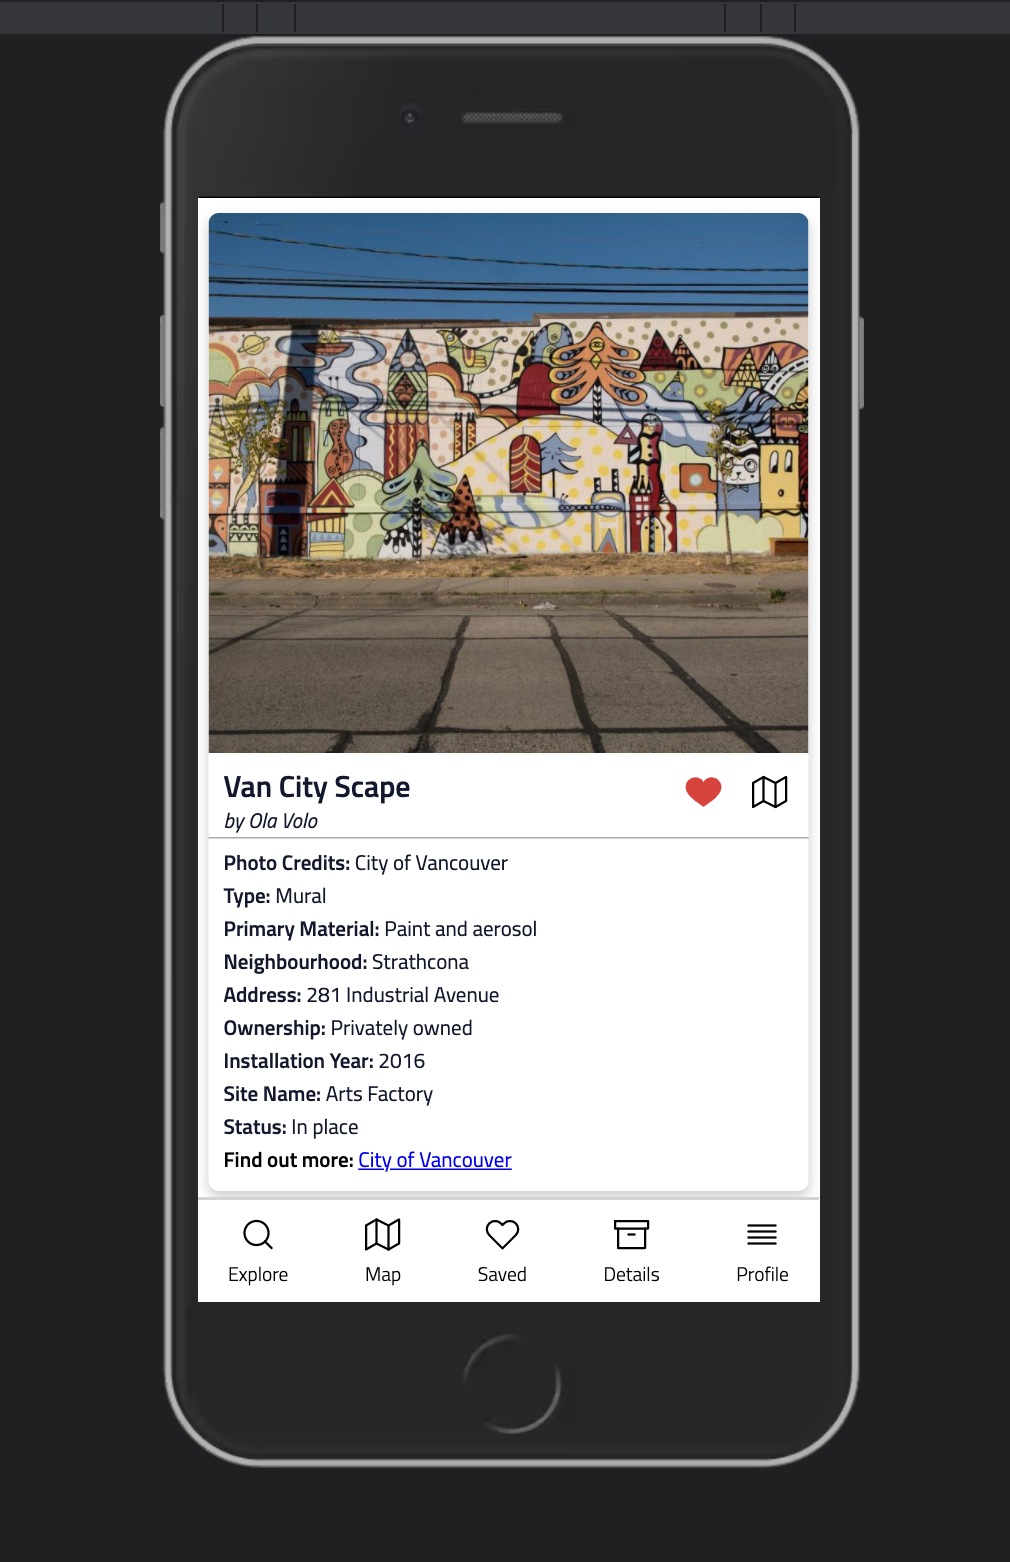 Van City Scape
by Ola Volo
Photo Credits: City of Vancouver
Type: Mural
Primary Material: Paint and aerosol
Neighbourhood: Strathcona
Address: 281 Industrial Avenue
Ownership: Privately owned
Installation Year: 2016
Site Name: Arts Factory
Status: In place
Find out more: City of Vancouver
Explore Map Saved Details Profile